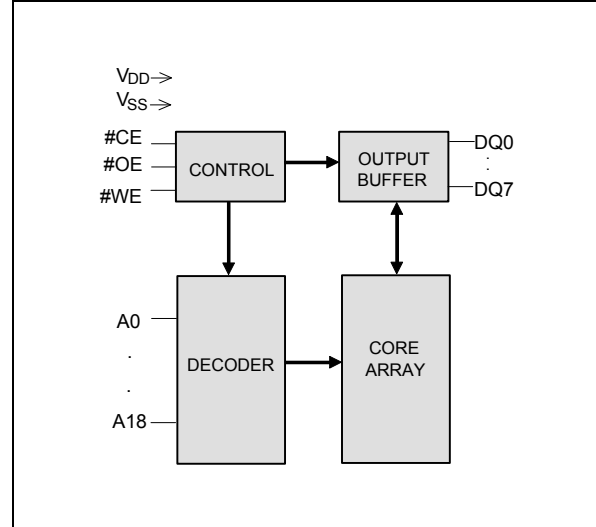 VDD
VSS
#CE
#OE
#WE
CONTROL
OUTPUT
BUFFER
DQ0
.
.
DQ7
A0
.
.
A18
DECODER
CORE
ARRAY